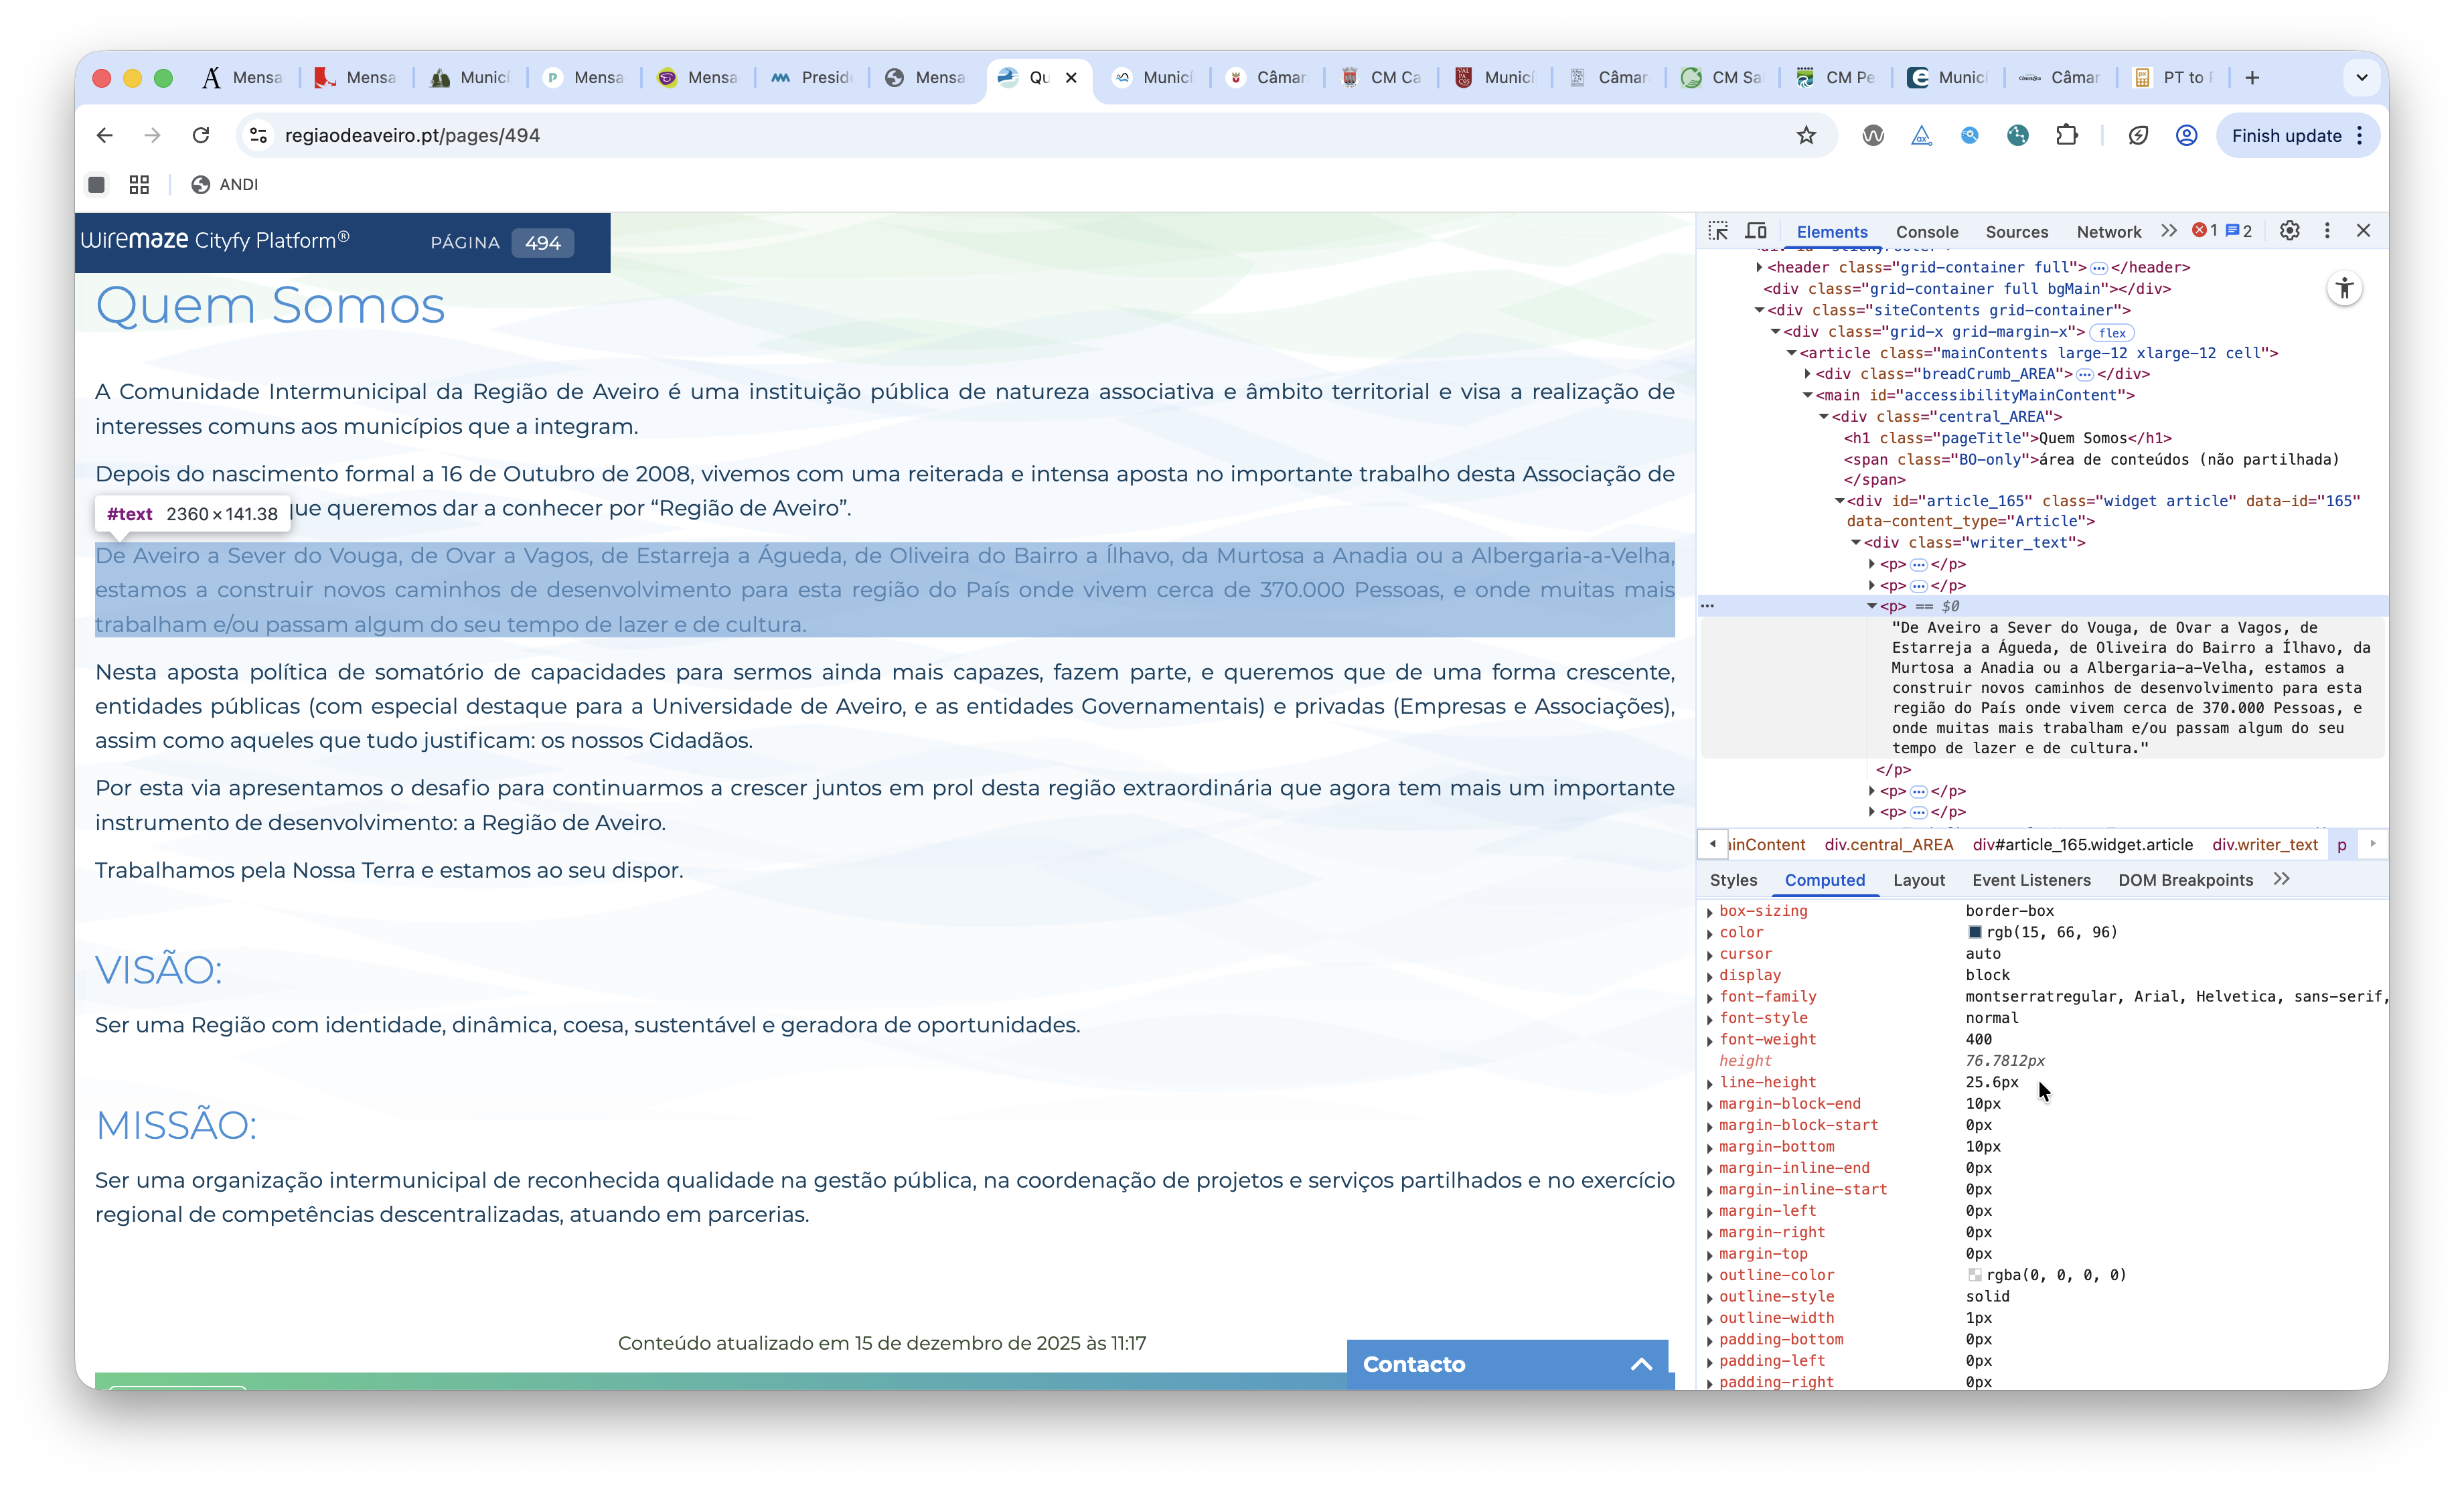 Mensa
Mensa
Municí
Mensa
Mensa
Presid
Mensa
Qu
Municí
Câmar
CM Ca
Municí
Câmar
CM Sa
CM Pe
Municí
Câmar
PT to
regiaodeaveiro.pt/pages/494
Finish update
ANDI
Wiremaze Cityfy Platform®
PÁGINA 494
Quem Somos
A Comunidade Intermunicipal da Região de Aveiro é uma instituição pública de natureza associativa e âmbito territorial e visa a realização de
interesses comuns aos municípios que a integram.
Depois do nascimento formal a 16 de Outubro de 2008, vivemos com uma reiterada e intensa aposta no importante trabalho desta Associação de
#text 2360×141.38
ue queremos dar a conhecer por “Região de Aveiro”.
De Aveiro a Sever do Vouga, de Ovar a Vagos, de Estarreja a Águeda, de Oliveira do Bairro a Ílhavo, da Murtosa a Anadia ou a Albergaria-a-Velha,
estamos a construir novos caminhos de desenvolvimento para esta região do País onde vivem cerca de 370.000 Pessoas, e onde muitas mais
trabalham e/ou passam algum do seu tempo de lazer e de cultura.
Nesta aposta política de somatório de capacidades para sermos ainda mais capazes, fazem parte, e queremos que de uma forma crescente,
entidades públicas (com especial destaque para a Universidade de Aveiro, e as entidades Governamentais) e privadas (Empresas e Associações),
assim como aqueles que tudo justificam: os nossos Cidadãos.
Por esta via apresentamos o desafio para continuarmos a crescer juntos em prol desta região extraordinária que agora tem mais um importante
instrumento de desenvolvimento: a Região de Aveiro.
Trabalhamos pela Nossa Terra e estamos ao seu dispor.
VISÃO:
Ser uma Região com identidade, dinâmica, coesa, sustentável e geradora de oportunidades.
MISSÃO:
Ser uma organização intermunicipal de reconhecida qualidade na gestão pública, na coordenação de projetos e serviços partilhados e no exercício
regional de competências descentralizadas, atuando em parcerias.
Conteúdo atualizado em 15 de dezembro de 2025 às 11:17
Contacto
Elements Console Sources Network 1 2
<header class="grid-container full">…</header>
<div class="grid-container full bgMain"></div>
<div class="siteContents grid-container">
<div class="grid-x grid-margin-x"> flex
<article class="mainContents large-12 xlarge-12 cell">
<div class="breadCrumb_AREA">…</div>
<main id="accessibilityMainContent">
<div class="central_AREA">
<h1 class="pageTitle">Quem Somos</h1>
<span class="BO-only">área de conteúdos (não partilhada)
</span>
<div id="article_165" class="widget article" data-id="165"
data-content_type="Article">
<div class="writer_text">
<p>…</p>
<p>…</p>
… <p> == $0
"De Aveiro a Sever do Vouga, de Ovar a Vagos, de
Estarreja a Águeda, de Oliveira do Bairro a Ílhavo, da
Murtosa a Anadia ou a Albergaria-a-Velha, estamos a
construir novos caminhos de desenvolvimento para esta
região do País onde vivem cerca de 370.000 Pessoas, e
onde muitas mais trabalham e/ou passam algum do seu
tempo de lazer e de cultura."
</p>
<p>…</p>
<p>…</p>
inContent div.central_AREA div#article_165.widget.article div.writer_text p
Styles Computed Layout Event Listeners DOM Breakpoints
box-sizing border-box
color rgb(15, 66, 96)
cursor auto
display block
font-family montserratregular, Arial, Helvetica, sans-serif,
font-style normal
font-weight 400
height 76.7812px
line-height 25.6px
margin-block-end 10px
margin-block-start 0px
margin-bottom 10px
margin-inline-end 0px
margin-inline-start 0px
margin-left 0px
margin-right 0px
margin-top 0px
outline-color rgba(0, 0, 0, 0)
outline-style solid
outline-width 1px
padding-bottom 0px
padding-left 0px
padding-right 0px